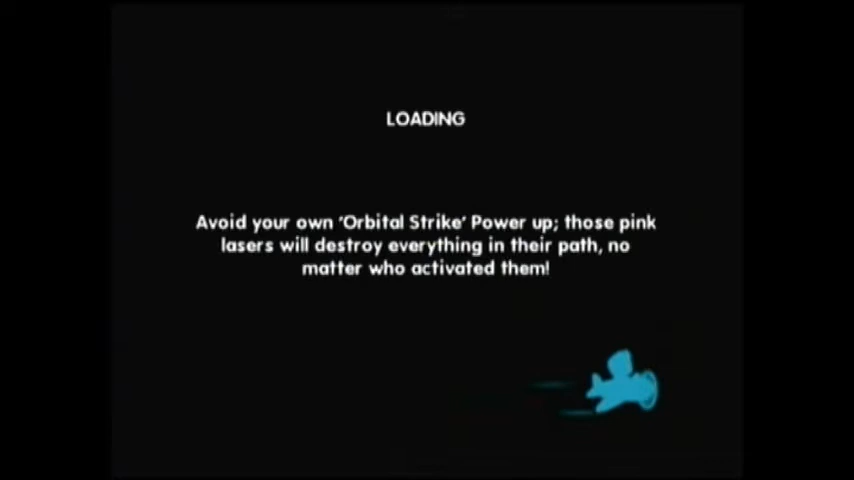 LOADING
Avoid your own 'Orbital Strike' Power up; those pink
lasers will destroy everything in their path, no
matter who activated them!